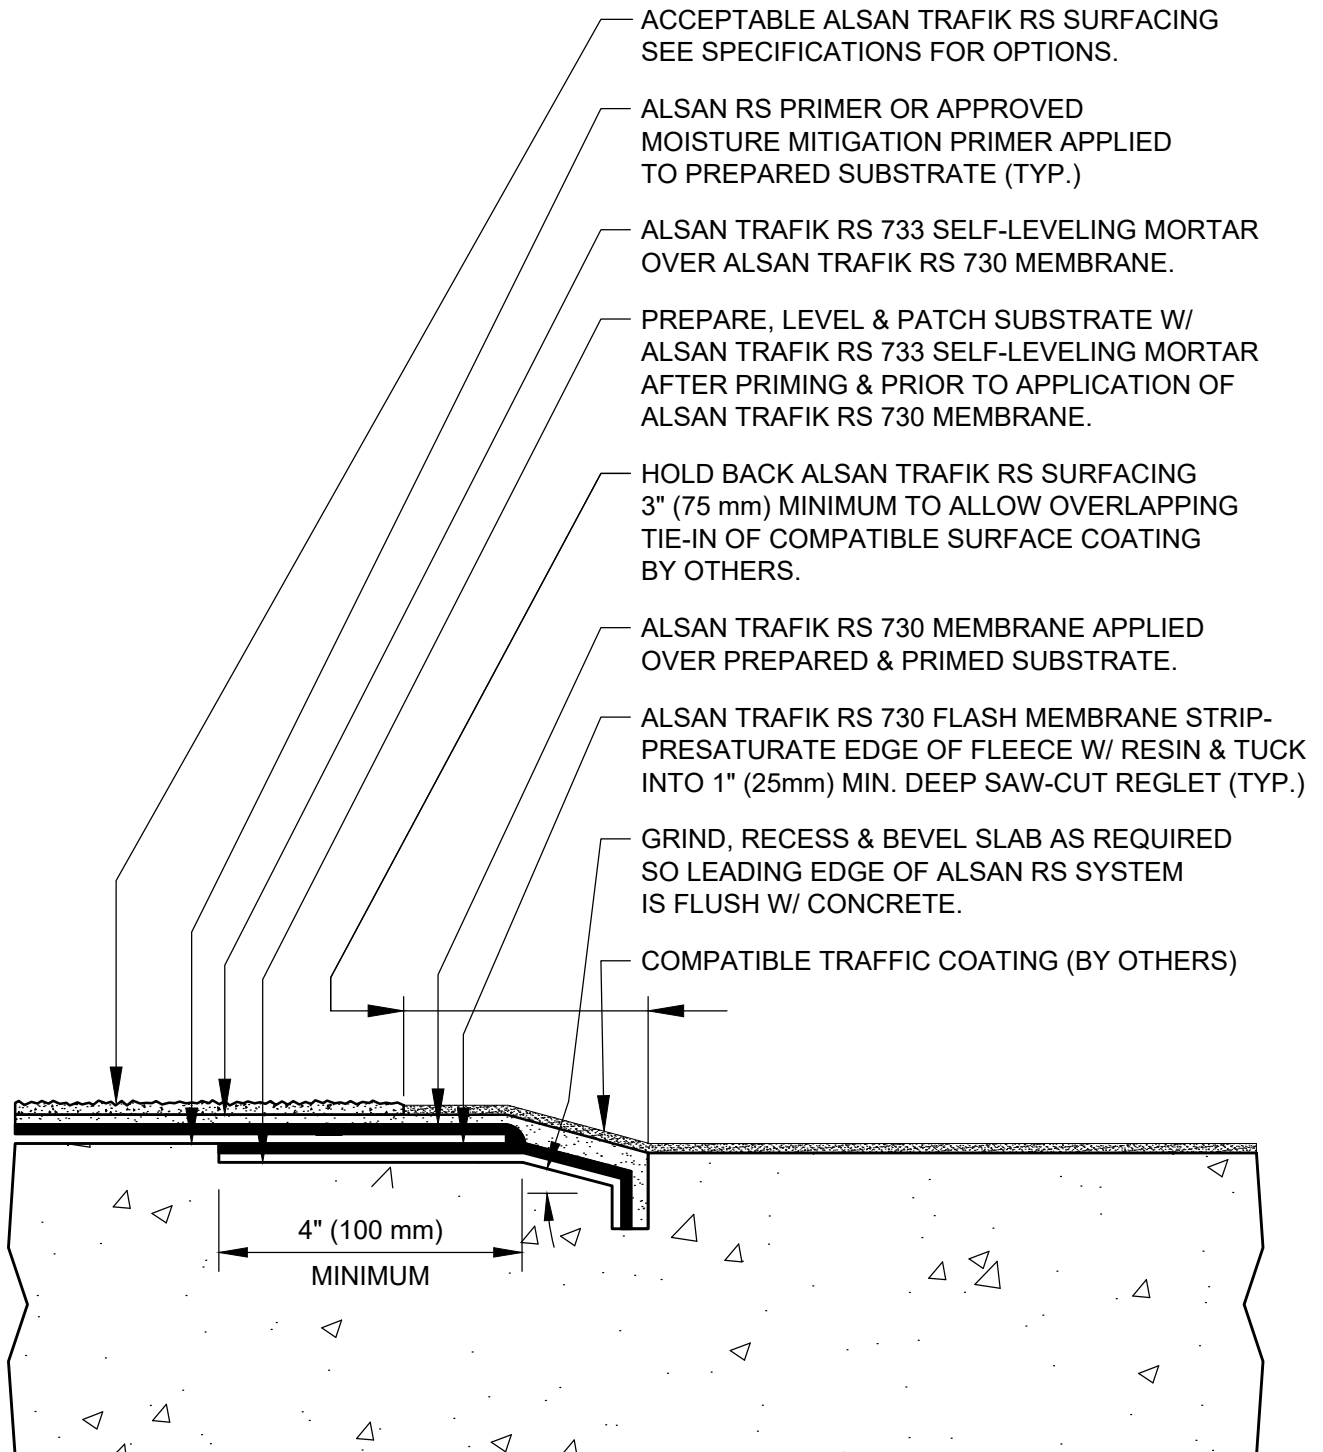 ACCEPTABLE ALSAN TRAFIK RS SURFACING
SEE SPECIFICATIONS FOR OPTIONS.
ALSAN RS PRIMER OR APPROVED
MOISTURE MITIGATION PRIMER APPLIED
TO PREPARED SUBSTRATE (TYP.)
ALSAN TRAFIK RS 733 SELF-LEVELING MORTAR
OVER ALSAN TRAFIK RS 730 MEMBRANE.
PREPARE, LEVEL & PATCH SUBSTRATE W/
ALSAN TRAFIK RS 733 SELF-LEVELING MORTAR
AFTER PRIMING & PRIOR TO APPLICATION OF
ALSAN TRAFIK RS 730 MEMBRANE.
HOLD BACK ALSAN TRAFIK RS SURFACING
3" (75 mm) MINIMUM TO ALLOW OVERLAPPING
TIE-IN OF COMPATIBLE SURFACE COATING
BY OTHERS.
ALSAN TRAFIK RS 730 MEMBRANE APPLIED
OVER PREPARED & PRIMED SUBSTRATE.
ALSAN TRAFIK RS 730 FLASH MEMBRANE STRIP-
PRESATURATE EDGE OF FLEECE W/ RESIN & TUCK
INTO 1" (25mm) MIN. DEEP SAW-CUT REGLET (TYP.)
GRIND, RECESS & BEVEL SLAB AS REQUIRED
SO LEADING EDGE OF ALSAN RS SYSTEM
IS FLUSH W/ CONCRETE.
COMPATIBLE TRAFFIC COATING (BY OTHERS)
4" (100 mm)
MINIMUM